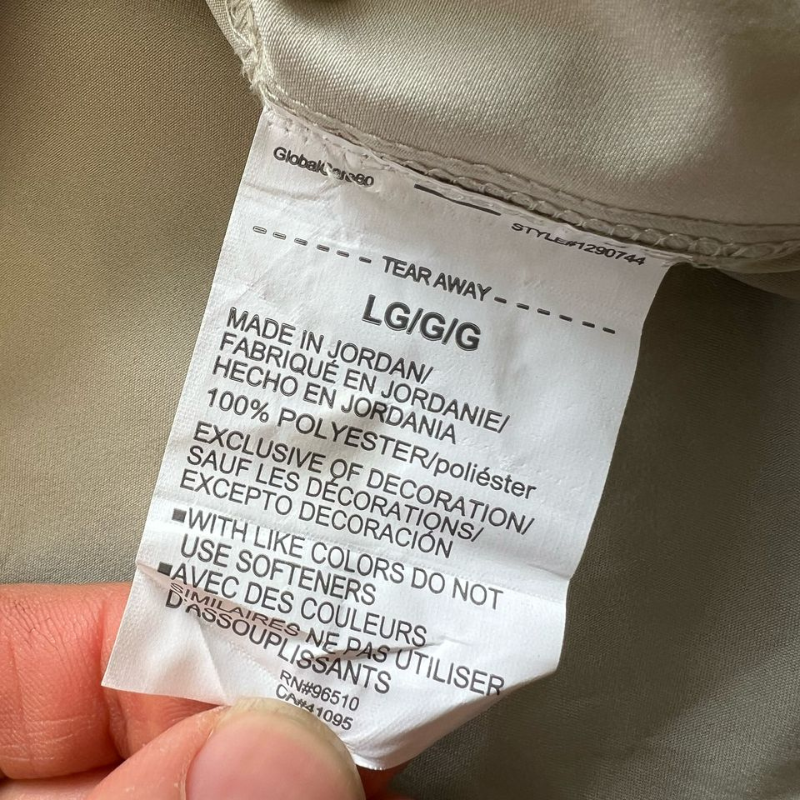 STYLE#1290744
TEAR AWAY
LG/G/G
MADE IN JORDAN/
FABRIQUÉ EN JORDANIE/
HECHO EN JORDANIA
100% POLYESTER/poliéster
EXCLUSIVE OF DECORATION/
SAUF LES DÉCORATIONS/
EXCEPTO DECORACIÓN
■WITH LIKE COLORS DO NOT
USE SOFTENERS
■AVEC DES COULEURS
SIMILAIRES NE PAS UTILISER
D'ASSOUPLISSANTS
RN#96510
CA#41095